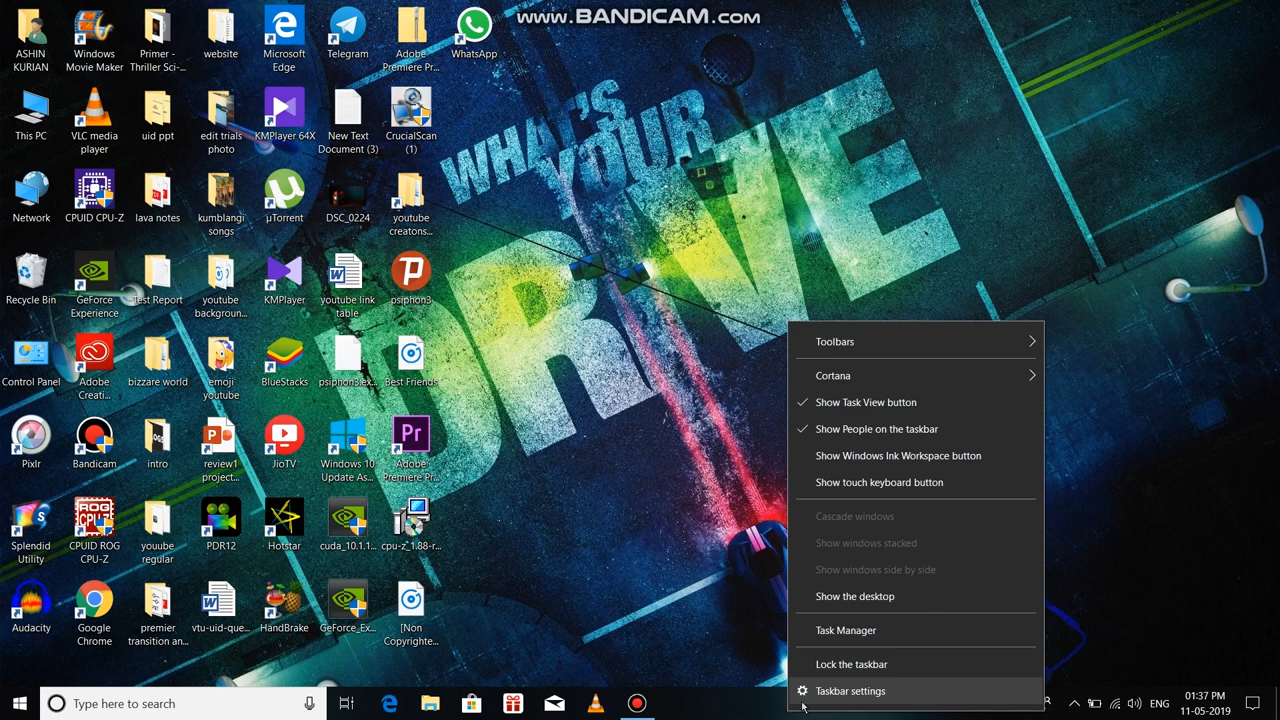 www.BANDICAM.com
ASHIN
KURIAN
Windows
Movie Maker
Primer -
Thriller Sci-...
website
Microsoft
Edge
Telegram
Adobe
Premiere Pr...
WhatsApp
This PC
VLC media
player
uid ppt
edit trials
photo
KMPlayer 64X
New Text
Document (3)
CrucialScan
(1)
Network
CPUID CPU-Z
lava notes
kumblangi
songs
µTorrent
DSC_0224
youtube
creatons...
Recycle Bin
GeForce
Experience
Test Report
youtube
backgroun...
KMPlayer
youtube link
table
psiphon3
Control Panel
Adobe
Creati...
bizzare world
emoji
youtube
BlueStacks
psiphon3.ex...
Best Friends
Pixlr
Bandicam
intro
review1
project...
JioTV
Windows 10
Update As...
Pr
Adobe
Premiere Pr...
Splendid
Utility
CPUID ROG
CPU-Z
yoube
regular
PDR12
Hotstar
cuda_10.1.1...
cpu-z_1.88-r...
Audacity
Google
Chrome
premier
transition an...
vtu-uid-que...
HandBrake
GeForce_Ex...
[Non
Copyrighte...
WHAT'S
YOUR
DRIVE
Toolbars
Cortana
Show Task View button
Show People on the taskbar
Show Windows Ink Workspace button
Show touch keyboard button
Cascade windows
Show windows stacked
Show windows side by side
Show the desktop
Task Manager
Lock the taskbar
Taskbar settings
Type here to search
ENG
01:37 PM
11-05-2019